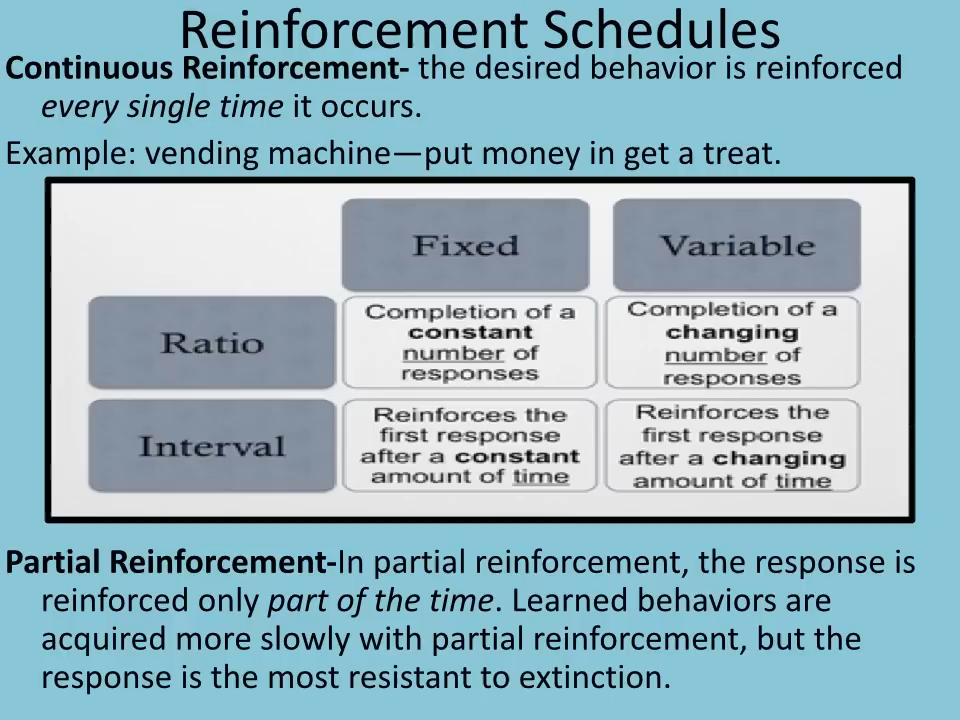 Reinforcement Schedules
Continuous Reinforcement- the desired behavior is reinforced
every single time it occurs.
Example: vending machine—put money in get a treat.
Fixed
Variable
Ratio
Completion of a
constant
number of
responses
Completion of a
changing
number of
responses
Interval
Reinforces the
first response
after a constant
amount of time
Reinforces the
first response
after a changing
amount of time
Partial Reinforcement-In partial reinforcement, the response is
reinforced only part of the time. Learned behaviors are
acquired more slowly with partial reinforcement, but the
response is the most resistant to extinction.